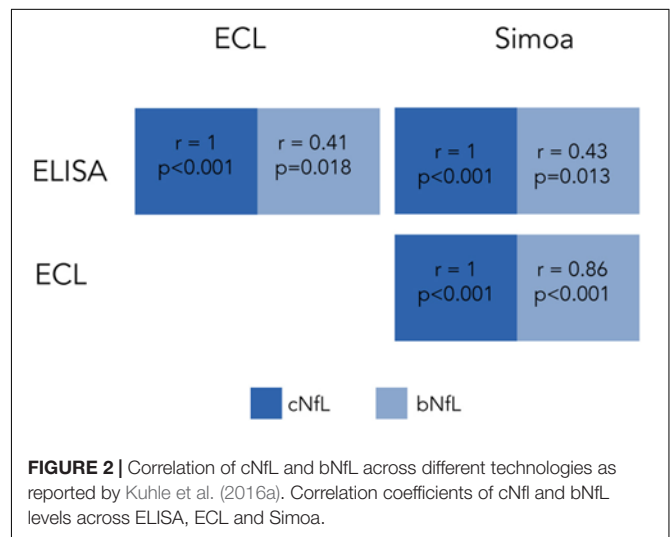 ECL Simoa
ELISA
r = 1
p<0.001
r = 0.41
p=0.018
r = 1
p<0.001
r = 0.43
p=0.013
ECL
r = 1
p<0.001
r = 0.86
p<0.001
cNfL bNfL
FIGURE 2 | Correlation of cNfL and bNfL across different technologies as
reported by Kuhle et al. (2016a). Correlation coefficients of cNfl and bNfL
levels across ELISA, ECL and Simoa.